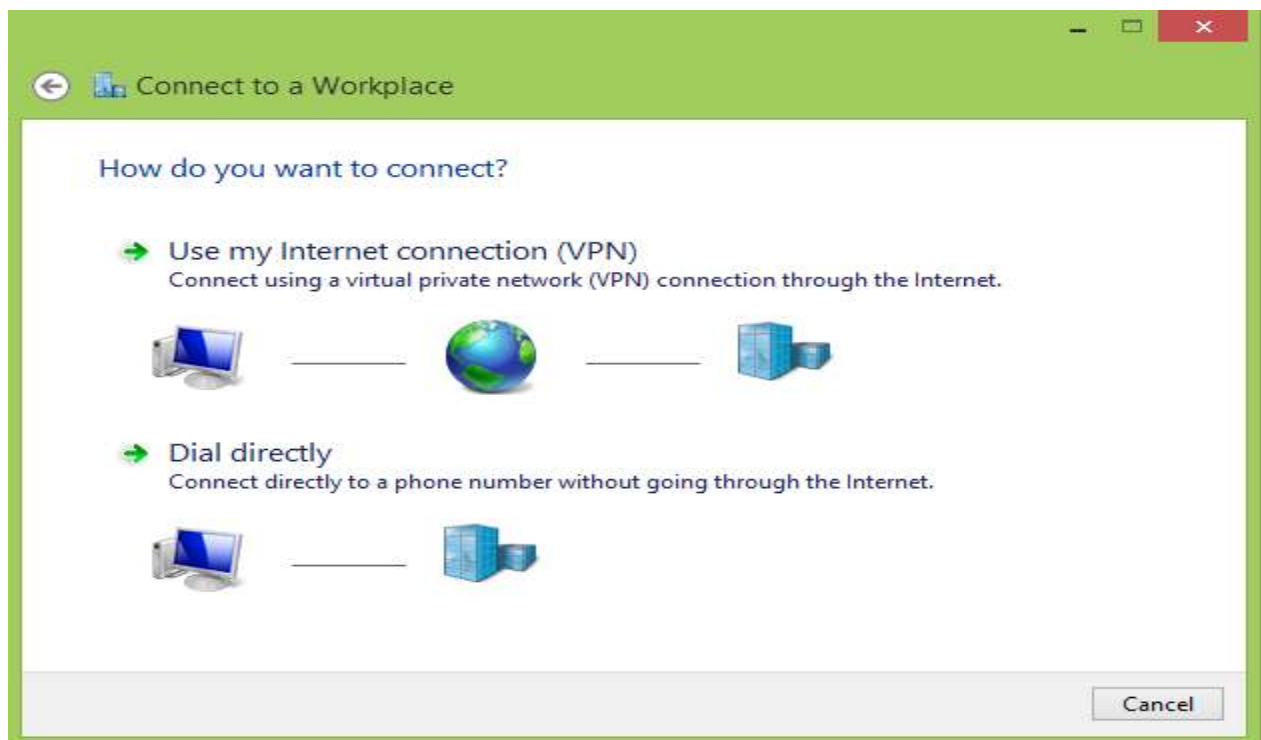 Connect to a Workplace
How do you want to connect?
Use my Internet connection (VPN)
Connect using a virtual private network (VPN) connection through the Internet.
Dial directly
Connect directly to a phone number without going through the Internet.
Cancel